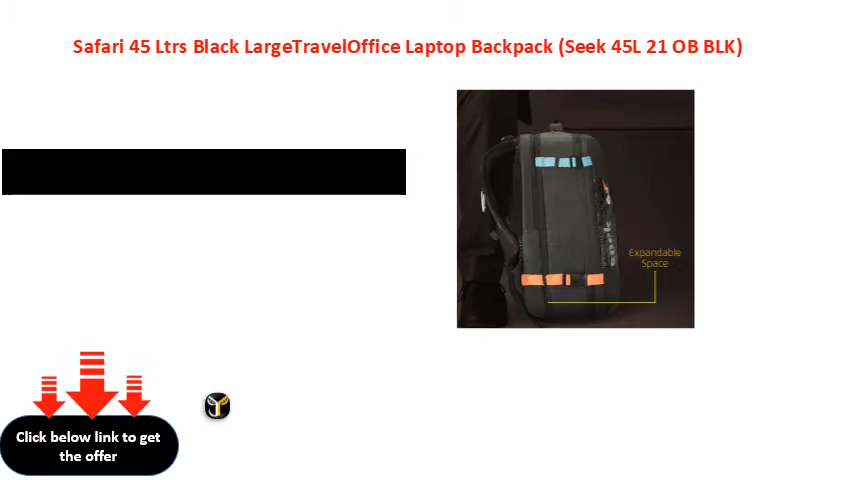 Safari 45 Ltrs Black LargeTravelOffice Laptop Backpack (Seek 45L 21 OB BLK)
Expandable
Space
Click below link to get
the offer